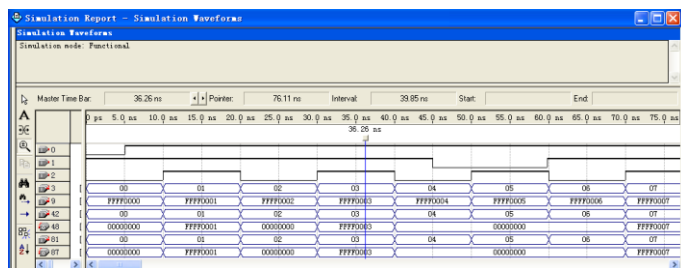 Simulation Report - Simulation Waveforms
Simulation Waveforms
Simulation mode: Functional
Master Time Bar: 36.26 ns Pointer: 76.11 ns Interval: 39.85 ns Start: End:
0 ps 5.0 ns 10.0 ns 15.0 ns 20.0 ns 25.0 ns 30.0 ns 35.0 ns 40.0 ns 45.0 ns 50.0 ns 55.0 ns 60.0 ns 65.0 ns 70.0 ns 75.0 ns
36.26 ns
0
1
2
3 00 01 02 03 04 05 06 07
9 FFFF0000 FFFF0001 FFFF0002 FFFF0003 FFFF0004 FFFF0005 FFFF0006 FFFF0007
42 00 01 02 03 04 05 06 07
48 00000000 FFFF0001 00000000 FFFF0003 00000000 FFFF0007
81 00 01 02 03 04 05 06 07
87 00000000 FFFF0001 00000000 FFFF0003 00000000 FFFF0007